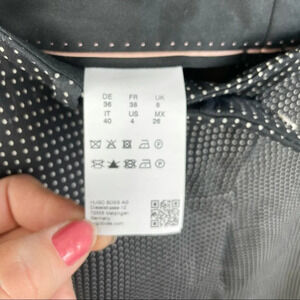 DE FR UK
36 38 8
IT US MX
40 4 26
HUGO BOSS AG
Dieselstrasse 12
72555 Metzingen
Germany